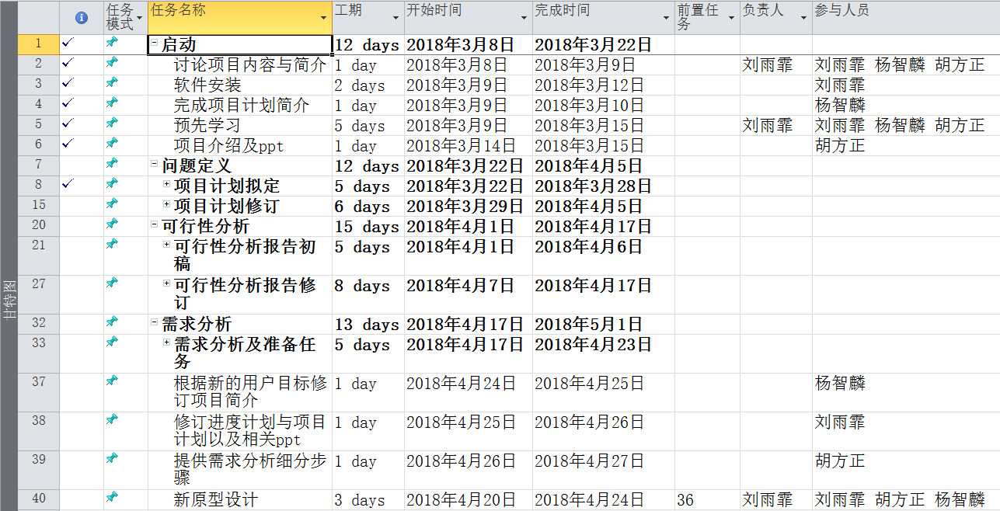 任务模式 任务名称 工期 开始时间 完成时间 前置任务 负责人 参与人员
1 启动 12 days 2018年3月8日 2018年3月22日
2 讨论项目内容与简介 1 day 2018年3月8日 2018年3月9日 刘雨霏 刘雨霏 杨智麟 胡方正
3 软件安装 2 days 2018年3月9日 2018年3月12日 刘雨霏
4 完成项目计划简介 1 day 2018年3月9日 2018年3月10日 杨智麟
5 预先学习 5 days 2018年3月9日 2018年3月15日 刘雨霏 刘雨霏 杨智麟 胡方正
6 项目介绍及ppt 1 day 2018年3月14日 2018年3月15日 胡方正
7 问题定义 12 days 2018年3月22日 2018年4月5日
8 项目计划拟定 5 days 2018年3月22日 2018年3月28日
15 项目计划修订 6 days 2018年3月29日 2018年4月5日
20 可行性分析 15 days 2018年4月1日 2018年4月17日
21 可行性分析报告初 5 days 2018年4月1日 2018年4月6日
稿
27 可行性分析报告修 8 days 2018年4月7日 2018年4月17日
订
32 需求分析 13 days 2018年4月17日 2018年5月1日
33 需求分析及准备任 5 days 2018年4月17日 2018年4月23日
务
37 根据新的用户目标修 1 day 2018年4月24日 2018年4月25日 杨智麟
订项目简介
38 修订进度计划与项目 1 day 2018年4月25日 2018年4月26日 刘雨霏
计划以及相关ppt
39 提供需求分析细分步 1 day 2018年4月26日 2018年4月27日 胡方正
骤
40 新原型设计 3 days 2018年4月20日 2018年4月24日 36 刘雨霏 刘雨霏 胡方正 杨智麟
甘特图